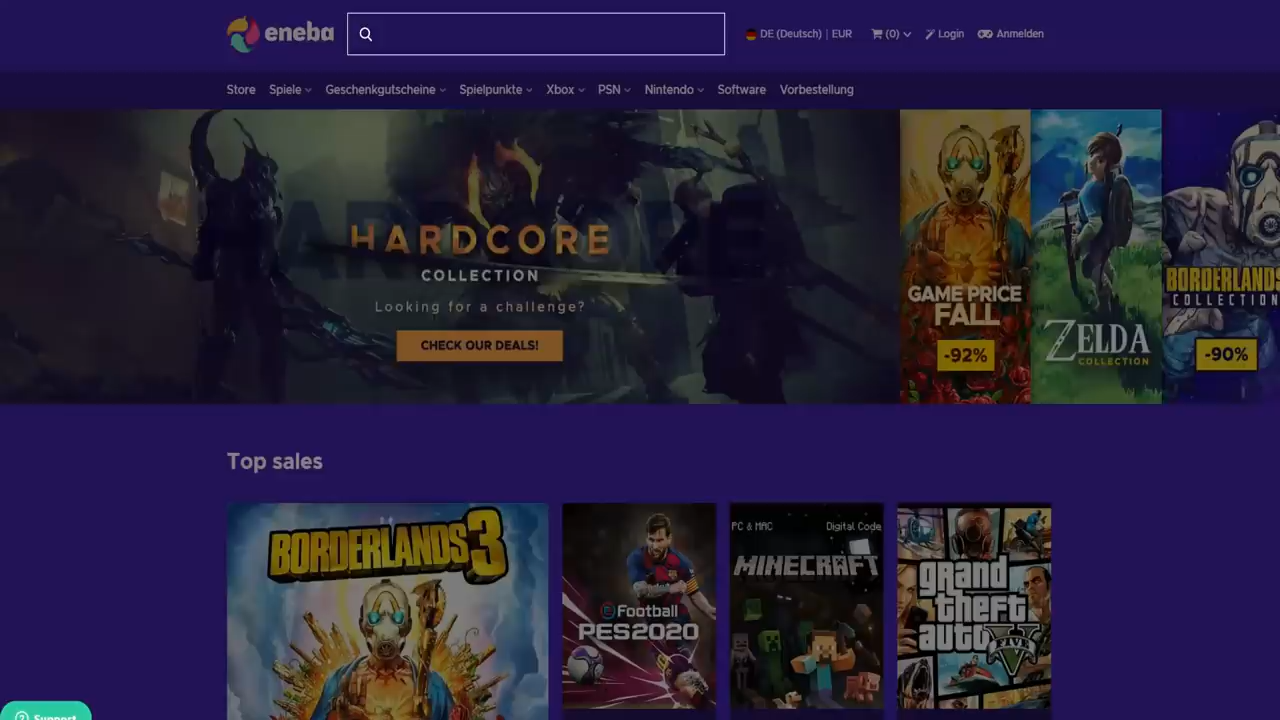 eneba
DE (Deutsch) | EUR
(0)
Login
Anmelden
Store
Spiele
Geschenkgutscheine
Spielpunkte
Xbox
PSN
Nintendo
Software
Vorbestellung
HARDCORE
COLLECTION
Looking for a challenge?
CHECK OUR DEALS!
GAME PRICE
FALL
-92%
ZELDA
COLLECTION
BORDERLANDS
COLLECTION
-90%
Top sales
BORDERLANDS 3
Football
PES2020
PC & MAC
Digital Code
MINECRAFT
grand
theft
auto
V
Support